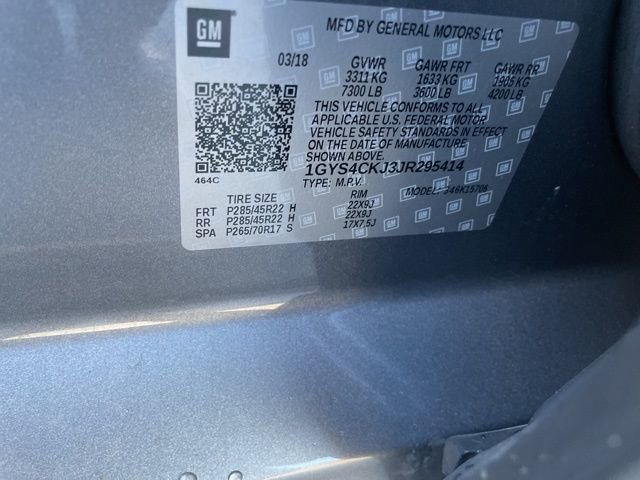 GM MFD BY GENERAL MOTORS LLC
03/18 GVWR GAWR FRT GAWR RR
3311 KG 1633 KG 1905 KG
7300 LB 3600 LB 4200 LB
THIS VEHICLE CONFORMS TO ALL
APPLICABLE U.S. FEDERAL MOTOR
VEHICLE SAFETY STANDARDS IN EFFECT
ON THE DATE OF MANUFACTURE
SHOWN ABOVE.
1GYS4CKJ3JR295414
464C TYPE: M.P.V. MODEL:
TIRE SIZE RIM
FRT P285/45R22 H 22X9J
RR P285/45R22 H 22X9J
SPA P265/70R17 S 17X7.5J